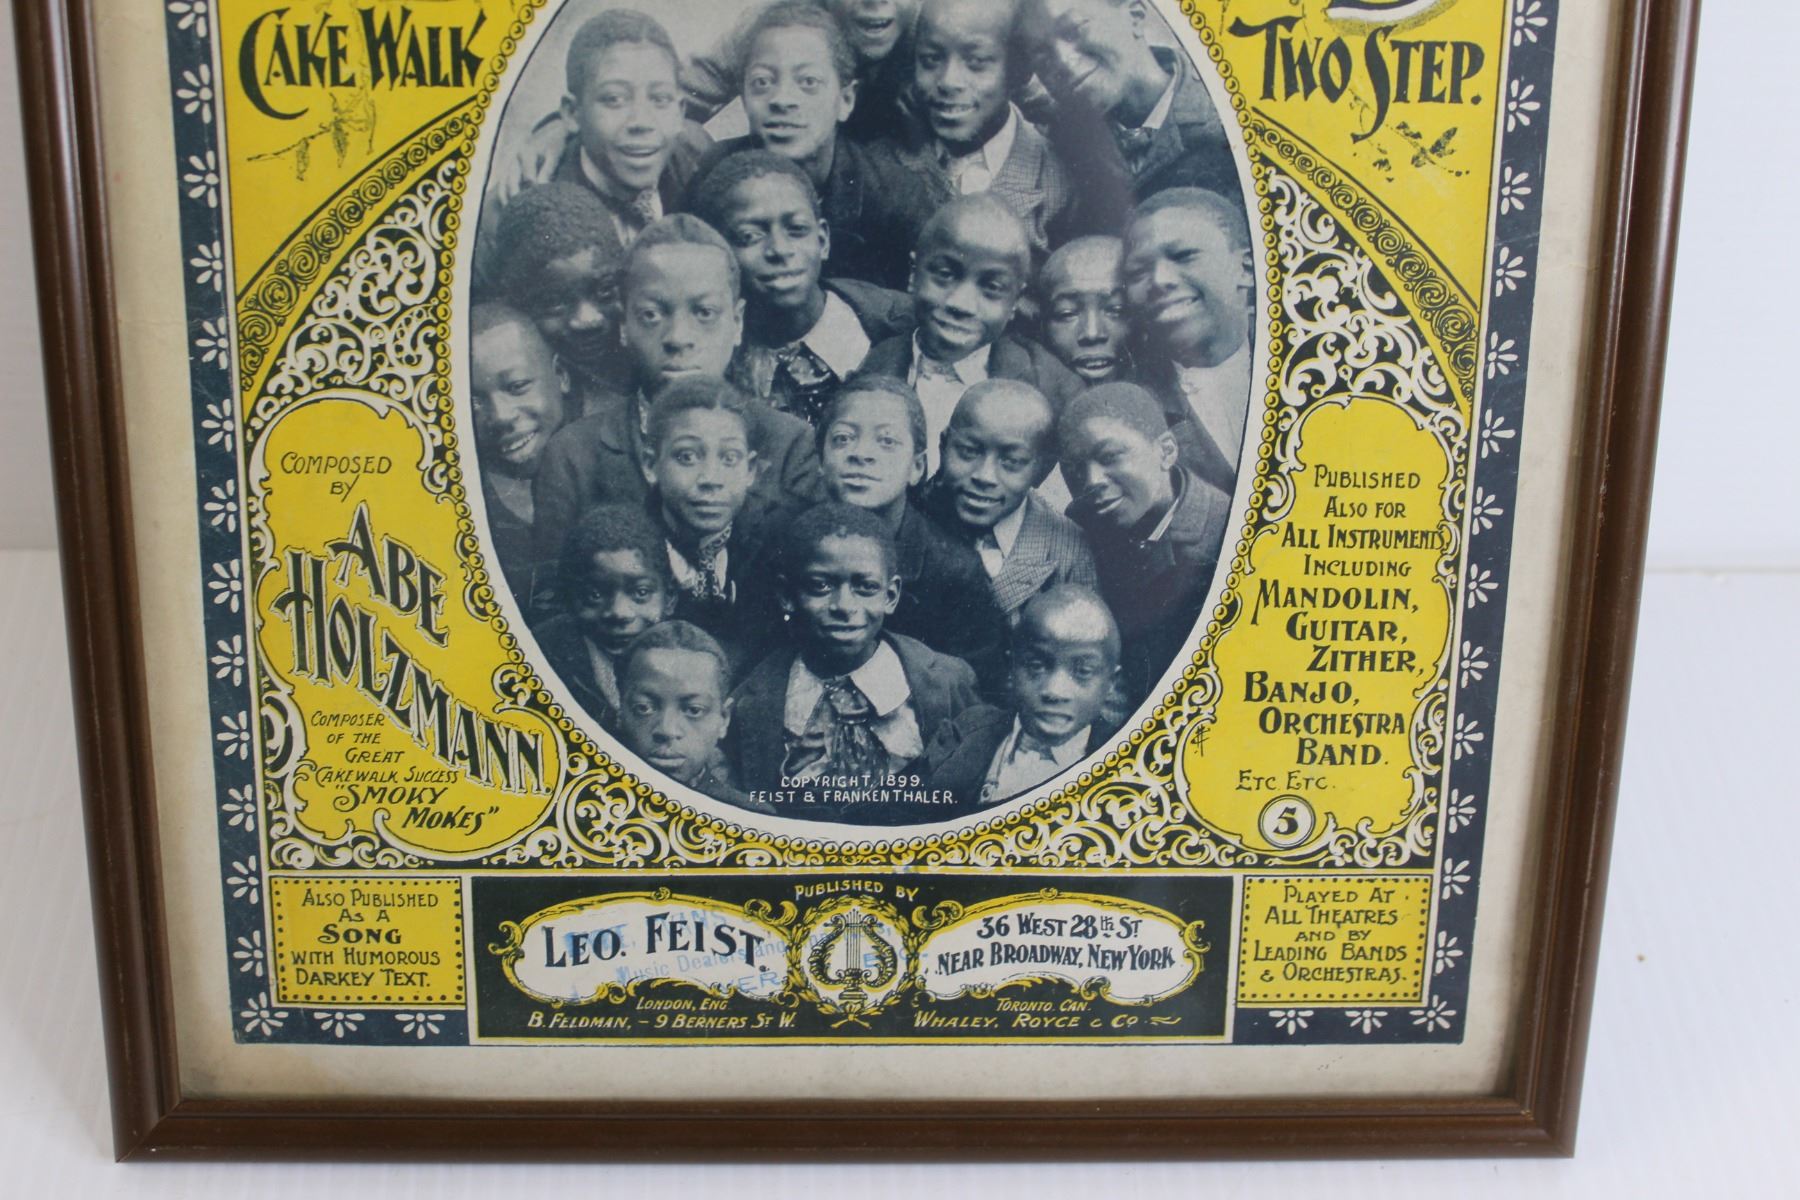 CAKE WALK
TWO STEP.
COMPOSED
BY
ABE
HOLZMANN.
COMPOSER
OF THE
GREAT
CAKEWALK SUCCESS
"SMOKY
MOKES"
PUBLISHED
ALSO FOR
ALL INSTRUMENTS,
INCLUDING
MANDOLIN,
GUITAR,
ZITHER,
BANJO,
ORCHESTRA
BAND.
ETC. ETC.
5
COPYRIGHT, 1899,
FEIST & FRANKENTHALER.
ALSO PUBLISHED
AS A
SONG
WITH HUMOROUS
DARKEY TEXT.
PUBLISHED BY
LEO. FEIST.
36 WEST 28th ST
NEAR BROADWAY, NEW YORK
Music Dealers and
LONDON, ENG.
B. FELDMAN, - 9 BERNERS ST W.
TORONTO. CAN.
WHALEY, ROYCE & CO.
PLAYED AT
ALL THEATRES
AND BY
LEADING BANDS
& ORCHESTRAS.